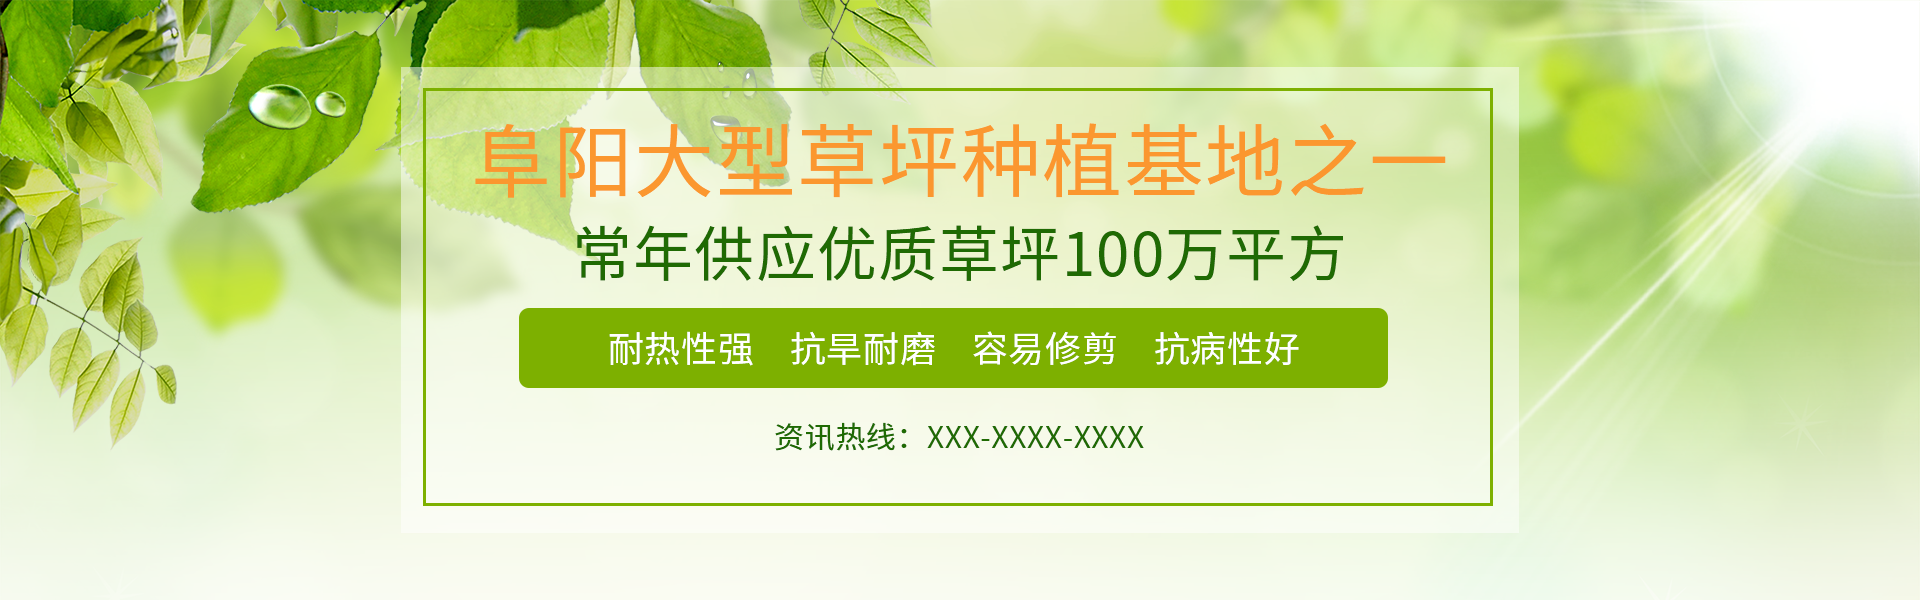 阜阳大型草坪种植基地之一
常年供应优质草坪100万平方
耐热性强 抗旱耐磨 容易修剪 抗病性好
资讯热线：XXX-XXXX-XXXX